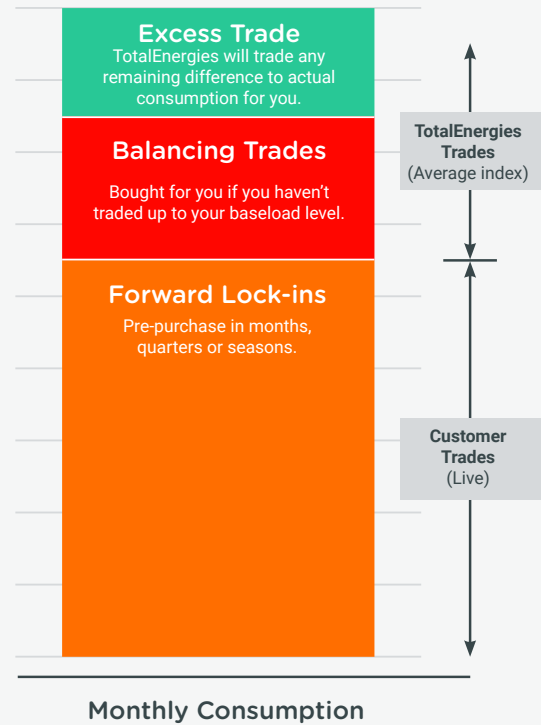 Excess Trade
TotalEnergies will trade any
remaining difference to actual
consumption for you.
TotalEnergies
Trades
(Average index)
Balancing Trades
Bought for you if you haven’t
traded up to your baseload level.
Forward Lock-ins
Pre-purchase in months,
quarters or seasons.
Customer
Trades
(Live)
Monthly Consumption